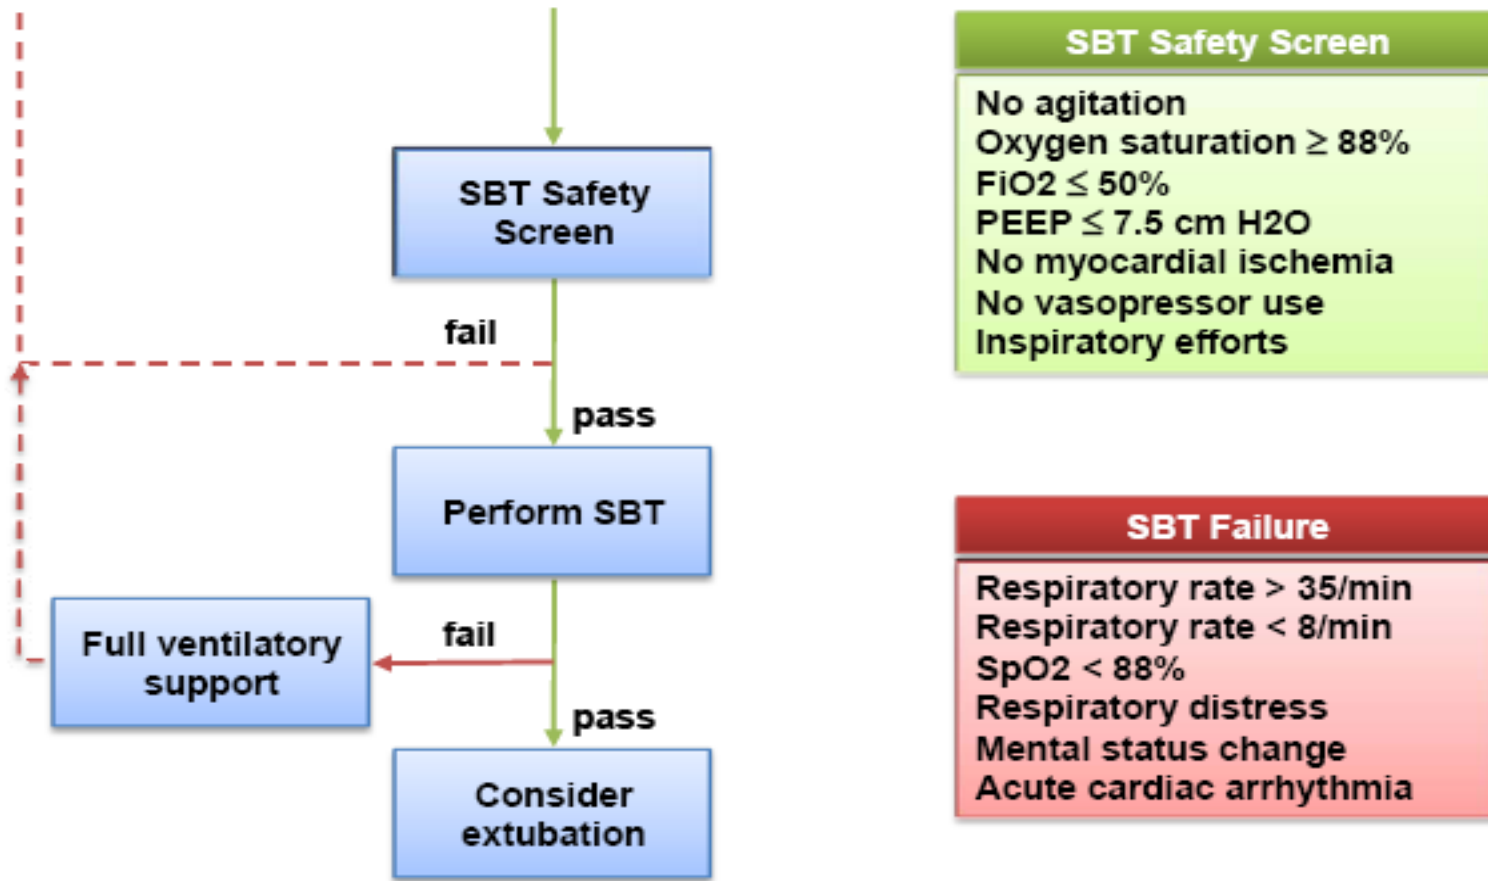 SBT Safety
Screen
fail
pass
Perform SBT
Full ventilatory
support
fail
pass
Consider
extubation
SBT Safety Screen
No agitation
Oxygen saturation ≥ 88%
FiO2 ≤ 50%
PEEP ≤ 7.5 cm H2O
No myocardial ischemia
No vasopressor use
Inspiratory efforts
SBT Failure
Respiratory rate > 35/min
Respiratory rate < 8/min
SpO2 < 88%
Respiratory distress
Mental status change
Acute cardiac arrhythmia